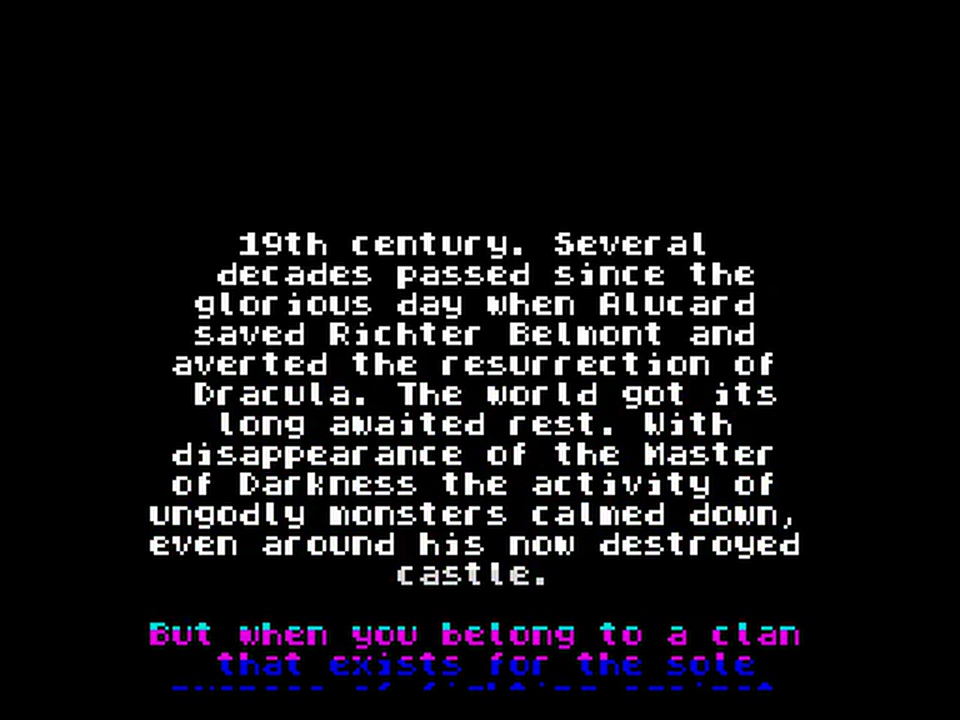 19th century. Several
decades passed since the
glorious day when Alucard
saved Richter Belmont and
averted the resurrection of
Dracula. The world got its
long awaited rest. With
disappearance of the Master
of Darkness the activity of
ungodly monsters calmed down,
even around his now destroyed
castle.
But when you belong to a clan
that exists for the sole